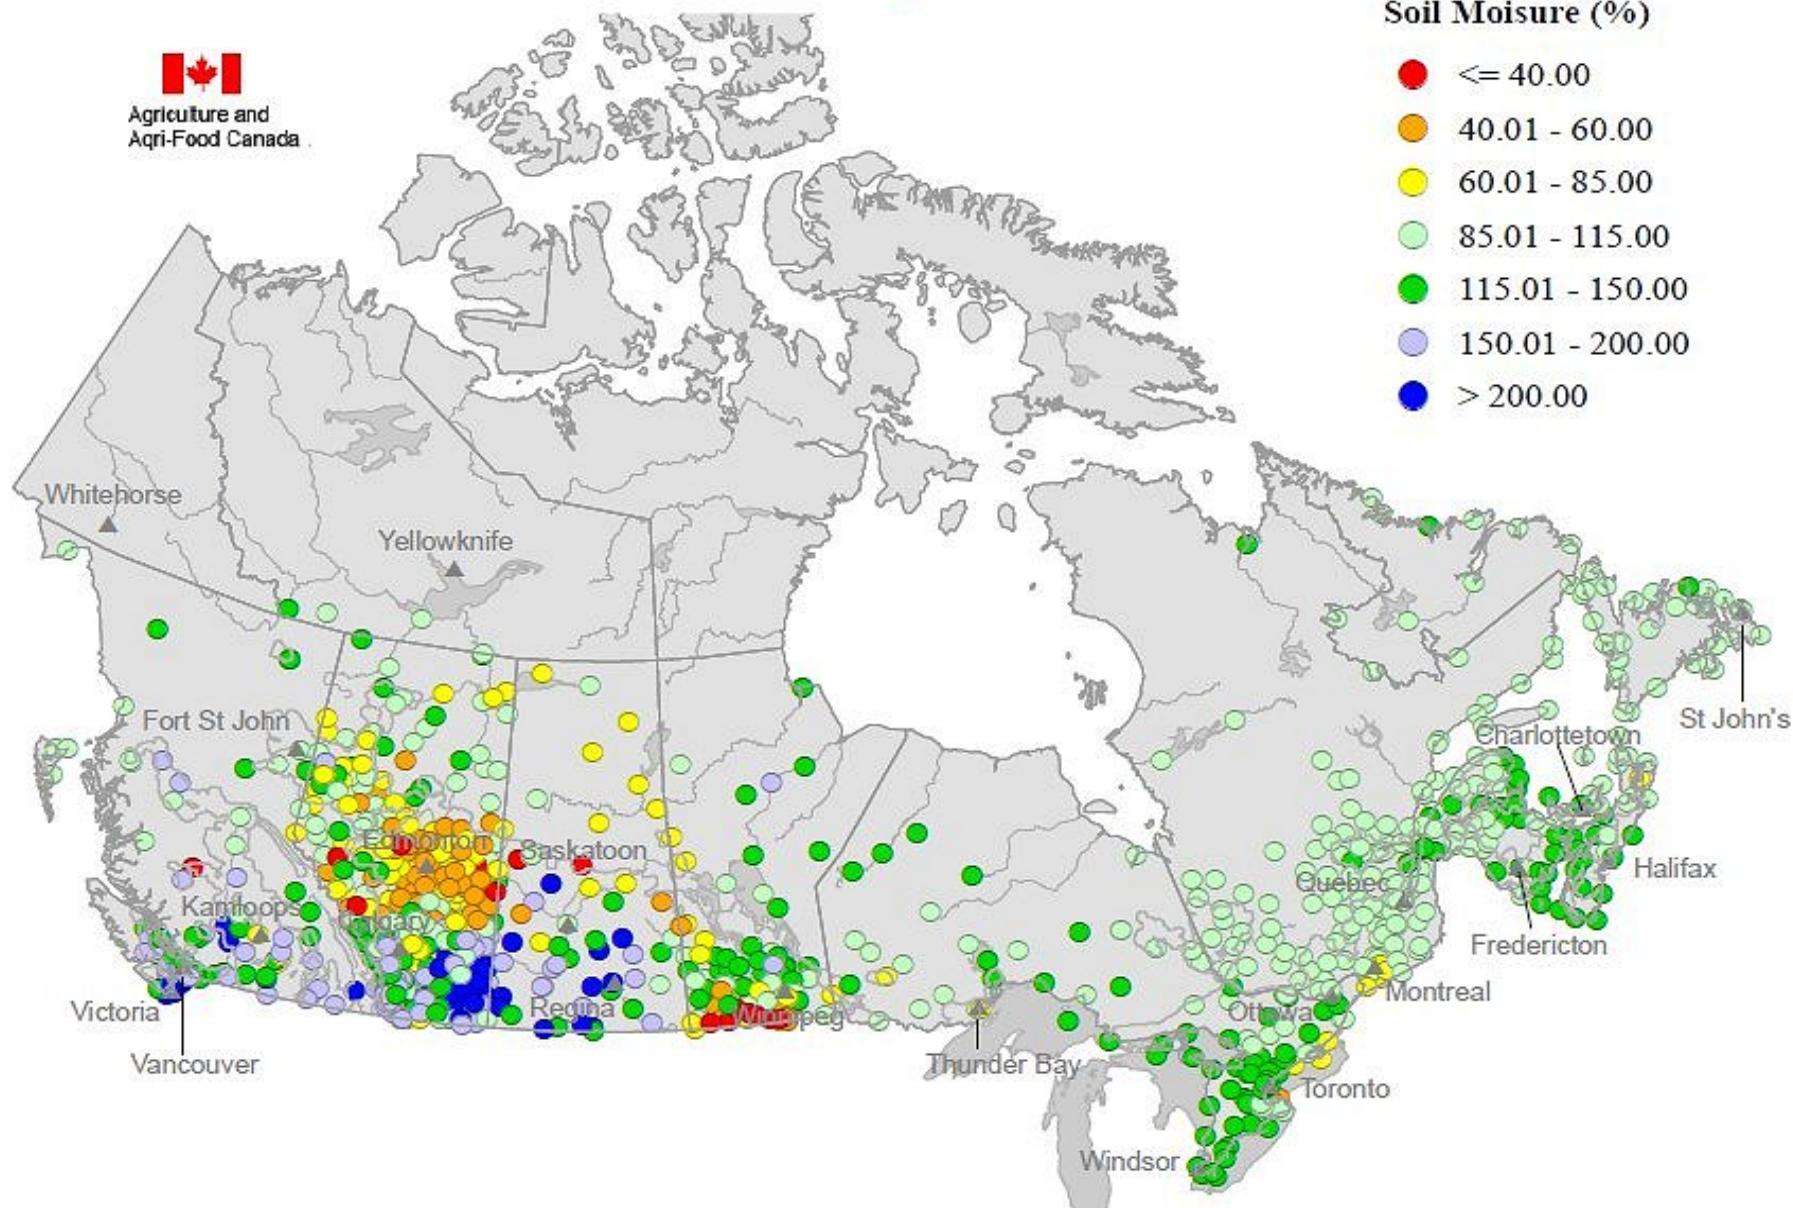 Soil Moisure (%)
<= 40.00
40.01 - 60.00
60.01 - 85.00
85.01 - 115.00
115.01 - 150.00
150.01 - 200.00
> 200.00
Agriculture and
Agri-Food Canada
Whitehorse
Yellowknife
Fort St John
St John's
Charlottetown
Edmonton
Saskatoon
Halifax
Quebec
Kamloops
Calgary
Fredericton
Montreal
Victoria
Regina
Winnipeg
Ottawa
Vancouver
Thunder Bay
Toronto
Windsor